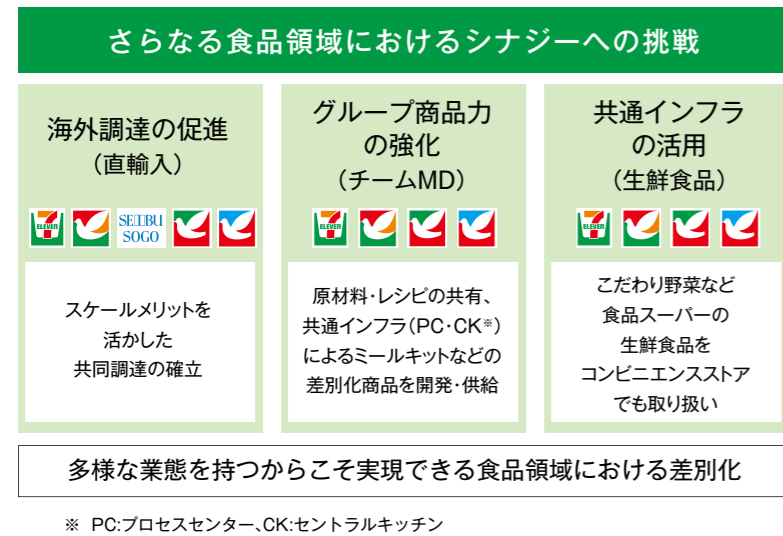 さらなる食品領域におけるシナジーへの挑戦
海外調達の促進
（直輸入）
ELEVEn
SEIBU
SOGO
スケールメリットを
活かした
共同調達の確立
グループ商品力
の強化
（チームMD）
ELEVEn
原材料・レシピの共有、
共通インフラ（PC・CK※）
によるミールキットなどの
差別化商品を開発・供給
共通インフラ
の活用
（生鮮食品）
ELEVEn
こだわり野菜など
食品スーパーの
生鮮食品を
コンビニエンスストア
でも取り扱い
多様な業態を持つからこそ実現できる食品領域における差別化
※ PC:プロセスセンター、CK:セントラルキッチン